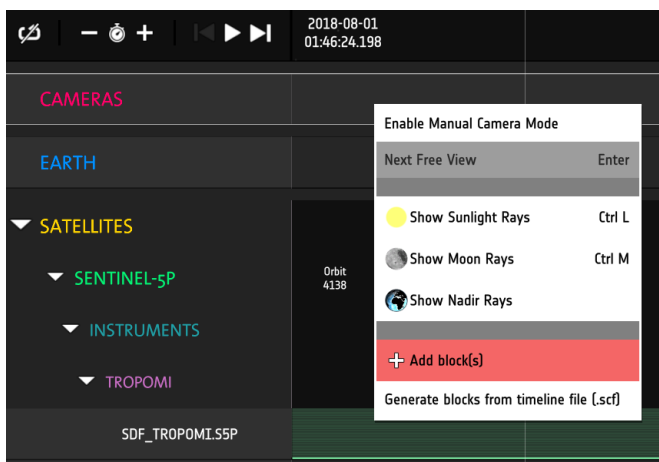 2018-08-01
01:46:24.198
CAMERAS
Enable Manual Camera Mode
Next Free View Enter
EARTH
Show Sunlight Rays Ctrl L
SATELLITES
Show Moon Rays Ctrl M
SENTINEL-5P
Orbit
4138
Show Nadir Rays
INSTRUMENTS
Add block(s)
TROPOMI
Generate blocks from timeline file (.scf)
SDF_TROPOMI.S5P